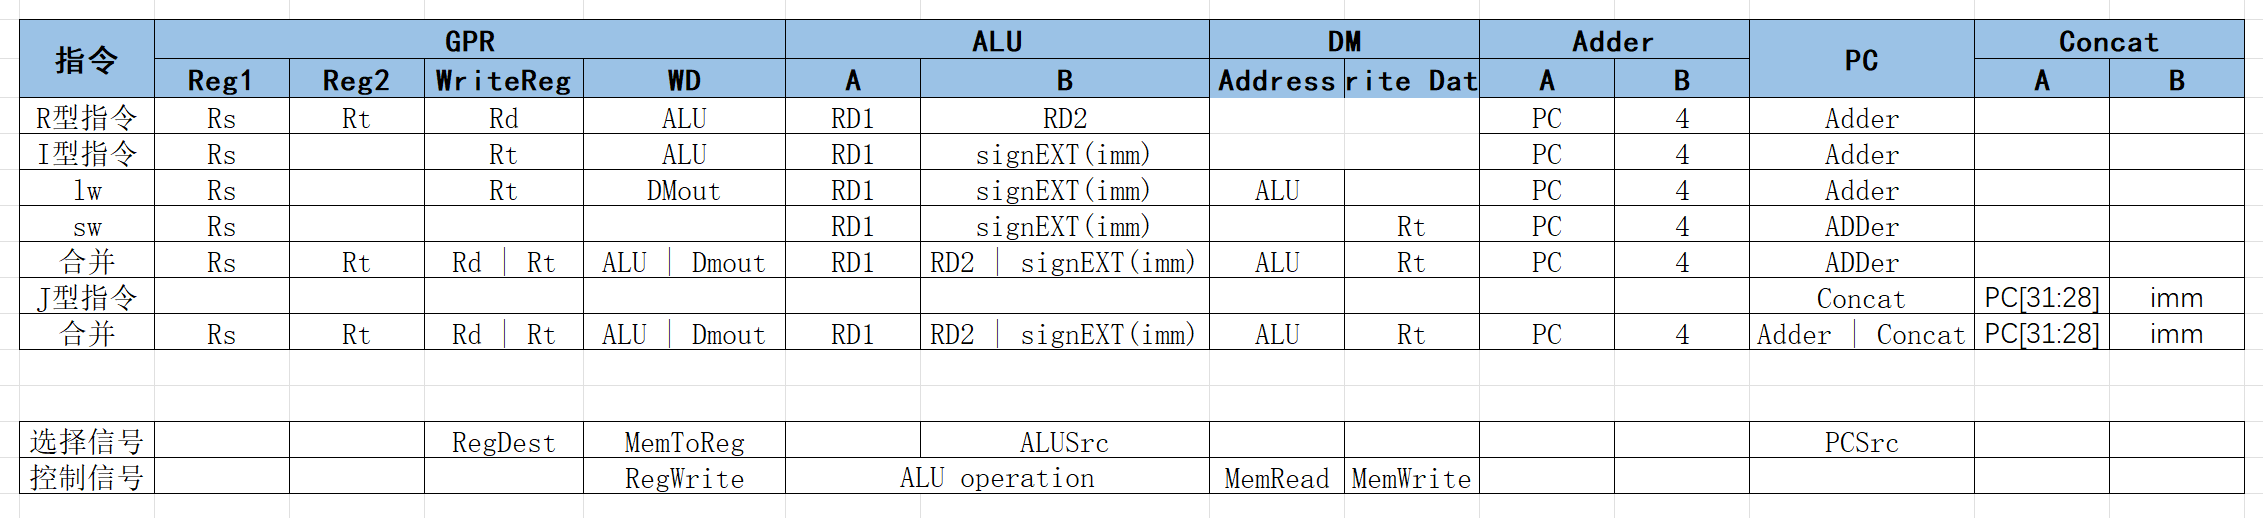 指令 GPR ALU DM Adder PC Concat
Reg1 Reg2 WriteReg WD A B Address rite Dat A B A B
R型指令 Rs Rt Rd ALU RD1 RD2 PC 4 Adder
I型指令 Rs Rt ALU RD1 signEXT(imm) PC 4 Adder
lw Rs Rt DMout RD1 signEXT(imm) ALU PC 4 Adder
sw Rs RD1 signEXT(imm) Rt PC 4 ADDer
合并 Rs Rt Rd | Rt ALU | Dmout RD1 RD2 | signEXT(imm) ALU Rt PC 4 ADDer
J型指令 Concat PC[31:28] imm
合并 Rs Rt Rd | Rt ALU | Dmout RD1 RD2 | signEXT(imm) ALU Rt PC 4 Adder | Concat PC[31:28] imm
选择信号 RegDest MemToReg ALUSrc PCSrc
控制信号 RegWrite ALU operation MemRead MemWrite